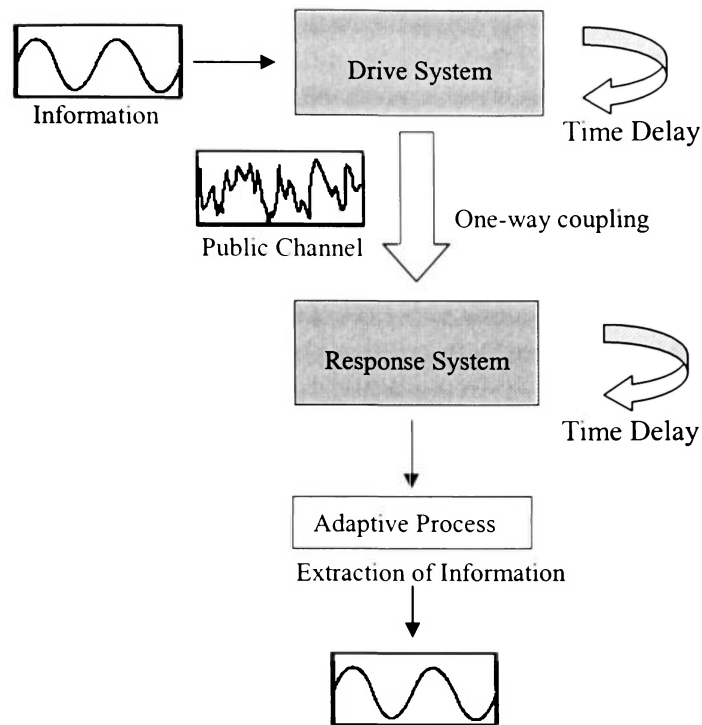 Drive System
Information
Time Delay
Public Channel
One-way coupling
Response System
Time Delay
Adaptive Process
Extraction of Information